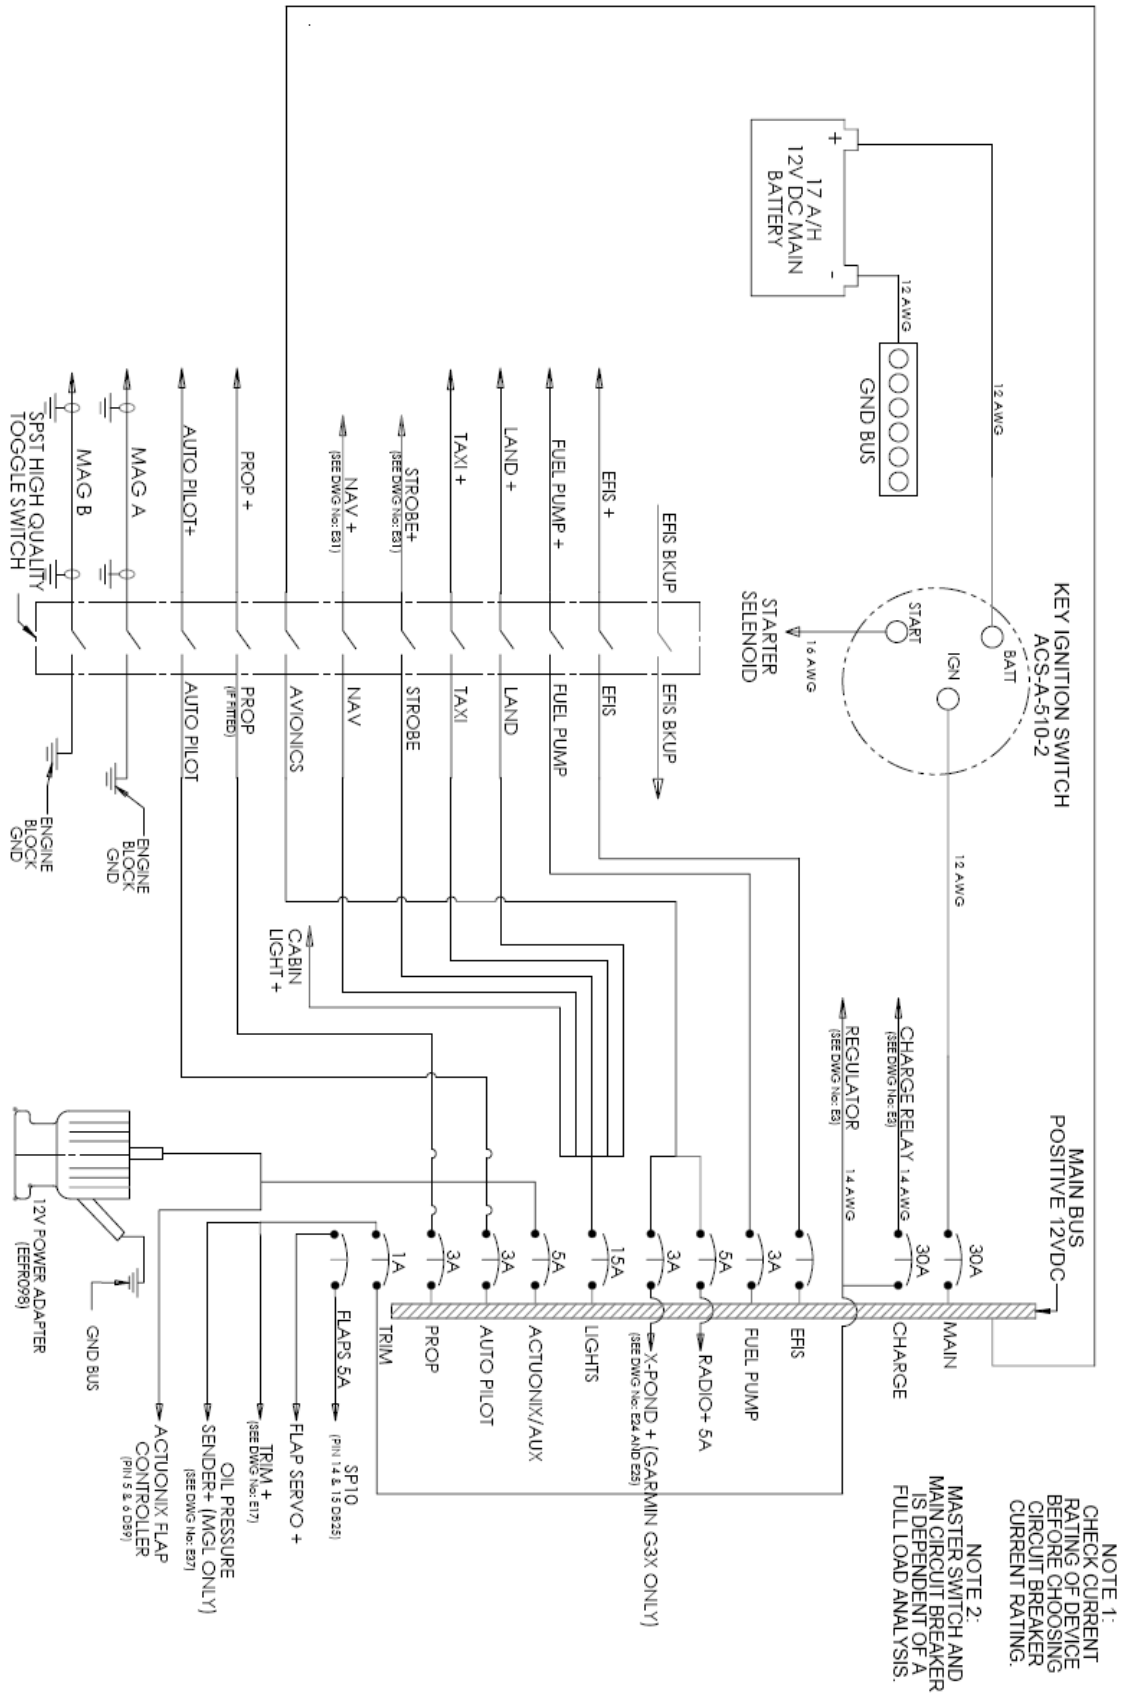 NOTE 1:
CHECK CURRENT
RATING OF DEVICE
BEFORE CHOOSING
CIRCUIT BREAKER
CURRENT RATING.
NOTE 2:
MASTER SWITCH AND
MAIN CIRCUIT BREAKER
IS DEPENDENT OF A
FULL LOAD ANALYSIS.
KEY IGNITION SWITCH
ACS-A-510-2
BATT
START
IGN
12 AWG
12 AWG
12 AWG
16 AWG
STARTER
SELENOID
+
-
17 A/H
12V DC MAIN
BATTERY
GND BUS
MAIN BUS
POSITIVE 12VDC
CHARGE RELAY
(SEE DWG No: E3)
14 AWG
REGULATOR
(SEE DWG No: E3)
14 AWG
30A
MAIN
30A
CHARGE
EFIS
3A
FUEL PUMP
5A
RADIO+ 5A
3A
X-POND + (GARMIN G3X ONLY)
(SEE DWG No: E24 AND E25)
15A
LIGHTS
5A
ACTUONIX/AUX
3A
AUTO PILOT
3A
PROP
1A
TRIM
FLAPS 5A
SP10
(PIN 14 & 15 DB25)
FLAP SERVO +
TRIM +
(SEE DWG No: E17)
OIL PRESSURE
SENDER+ (MGL ONLY)
(SEE DWG No: E37)
ACTUONIX FLAP
CONTROLLER
(PIN 5 & 6 DB9)
EFIS BKUP
EFIS BKUP
EFIS +
EFIS
FUEL PUMP +
FUEL PUMP
LAND +
LAND
TAXI +
TAXI
STROBE+
(SEE DWG No: E31)
STROBE
NAV +
(SEE DWG No: E31)
NAV
AVIONICS
PROP +
PROP
(IF FITTED)
AUTO PILOT+
AUTO PILOT
MAG A
MAG B
SPST HIGH QUALITY
TOGGLE SWITCH
ENGINE
BLOCK
GND
ENGINE
BLOCK
GND
CABIN
LIGHT +
12V POWER ADAPTER
(EEFR098)
GND BUS